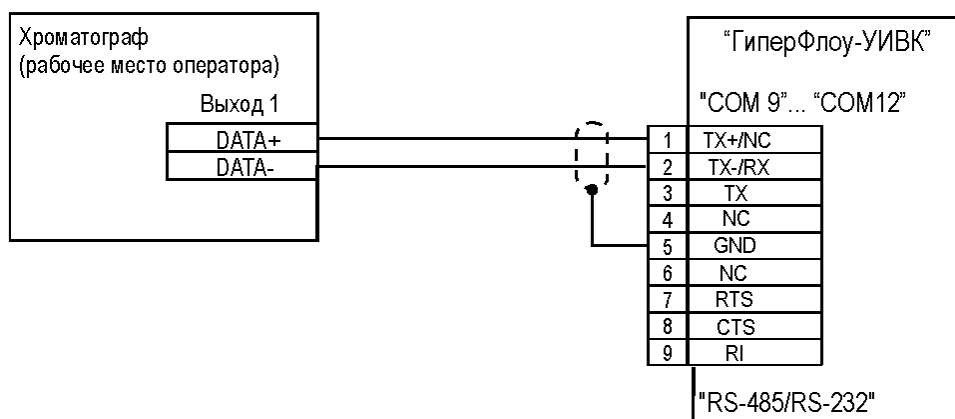 Хроматограф
(рабочее место оператора)
Выход 1
DATA+
DATA-
“ГиперФлоу-УИВК”
"COM 9”... “COM12”
1 TX+/NC
2 TX-/RX
3 TX
4 NC
5 GND
6 NC
7 RTS
8 CTS
9 RI
"RS-485/RS-232"